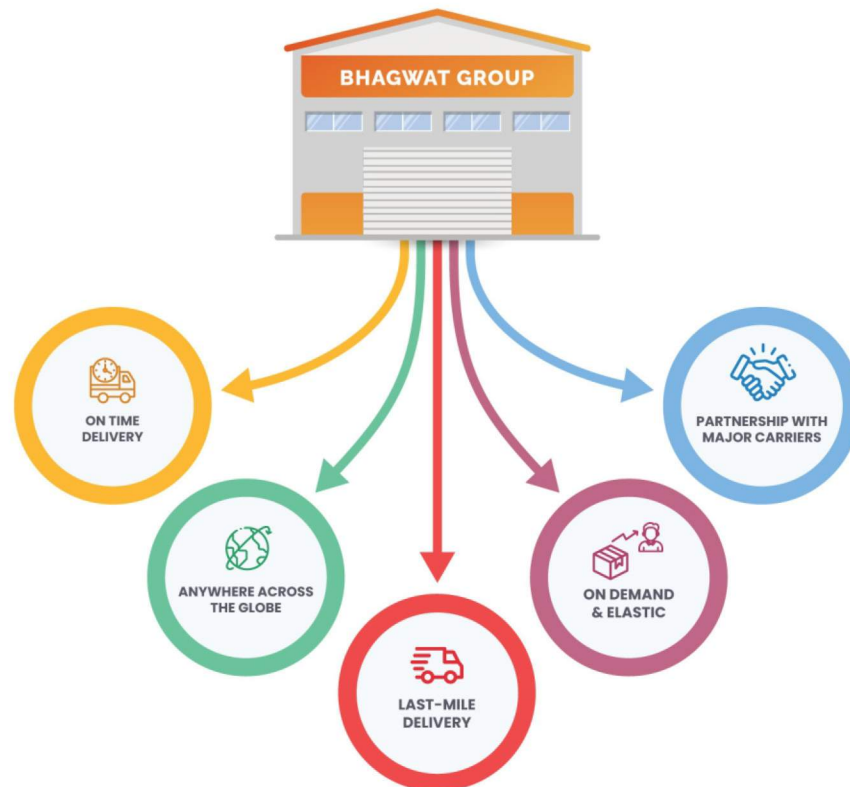 BHAGWAT GROUP
ON TIME
DELIVERY
ANYWHERE ACROSS
THE GLOBE
LAST-MILE
DELIVERY
ON DEMAND
& ELASTIC
PARTNERSHIP WITH
MAJOR CARRIERS